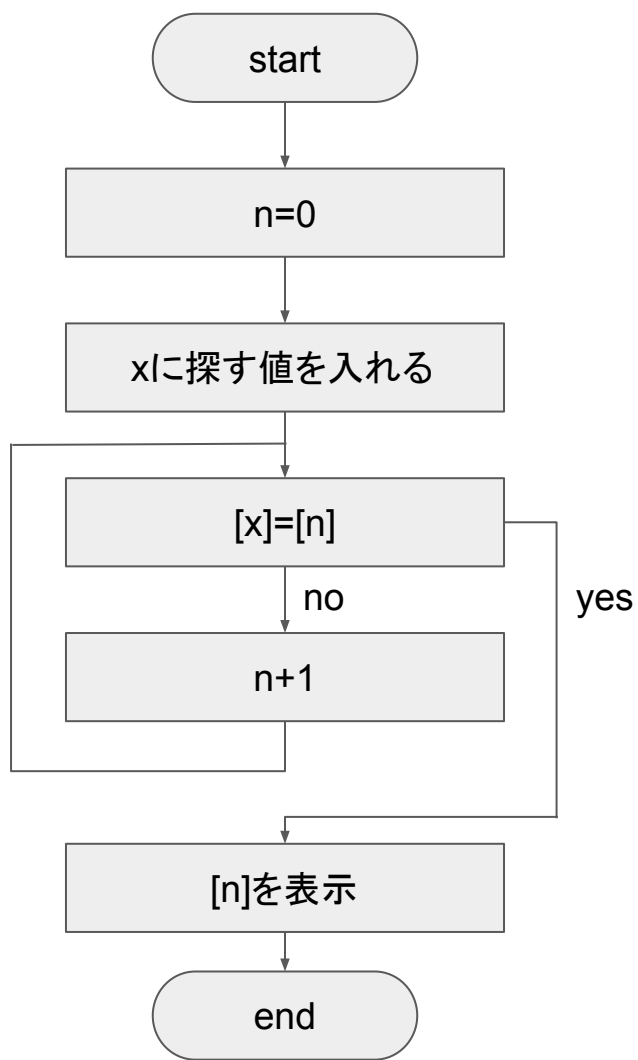 start
n=0
xに探す値を入れる
[x]=[n]
no
yes
n+1
[n]を表示
end